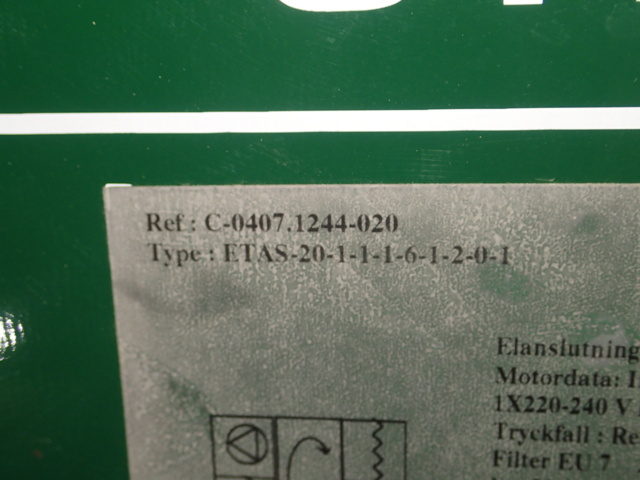 Ref : C-0407.1244-020
Type : ETAS-20-1-1-1-6-1-2-0-1
Elanslutning
Motordata:
1X220-240 V
Tryckfall : Re
Filter EU 7